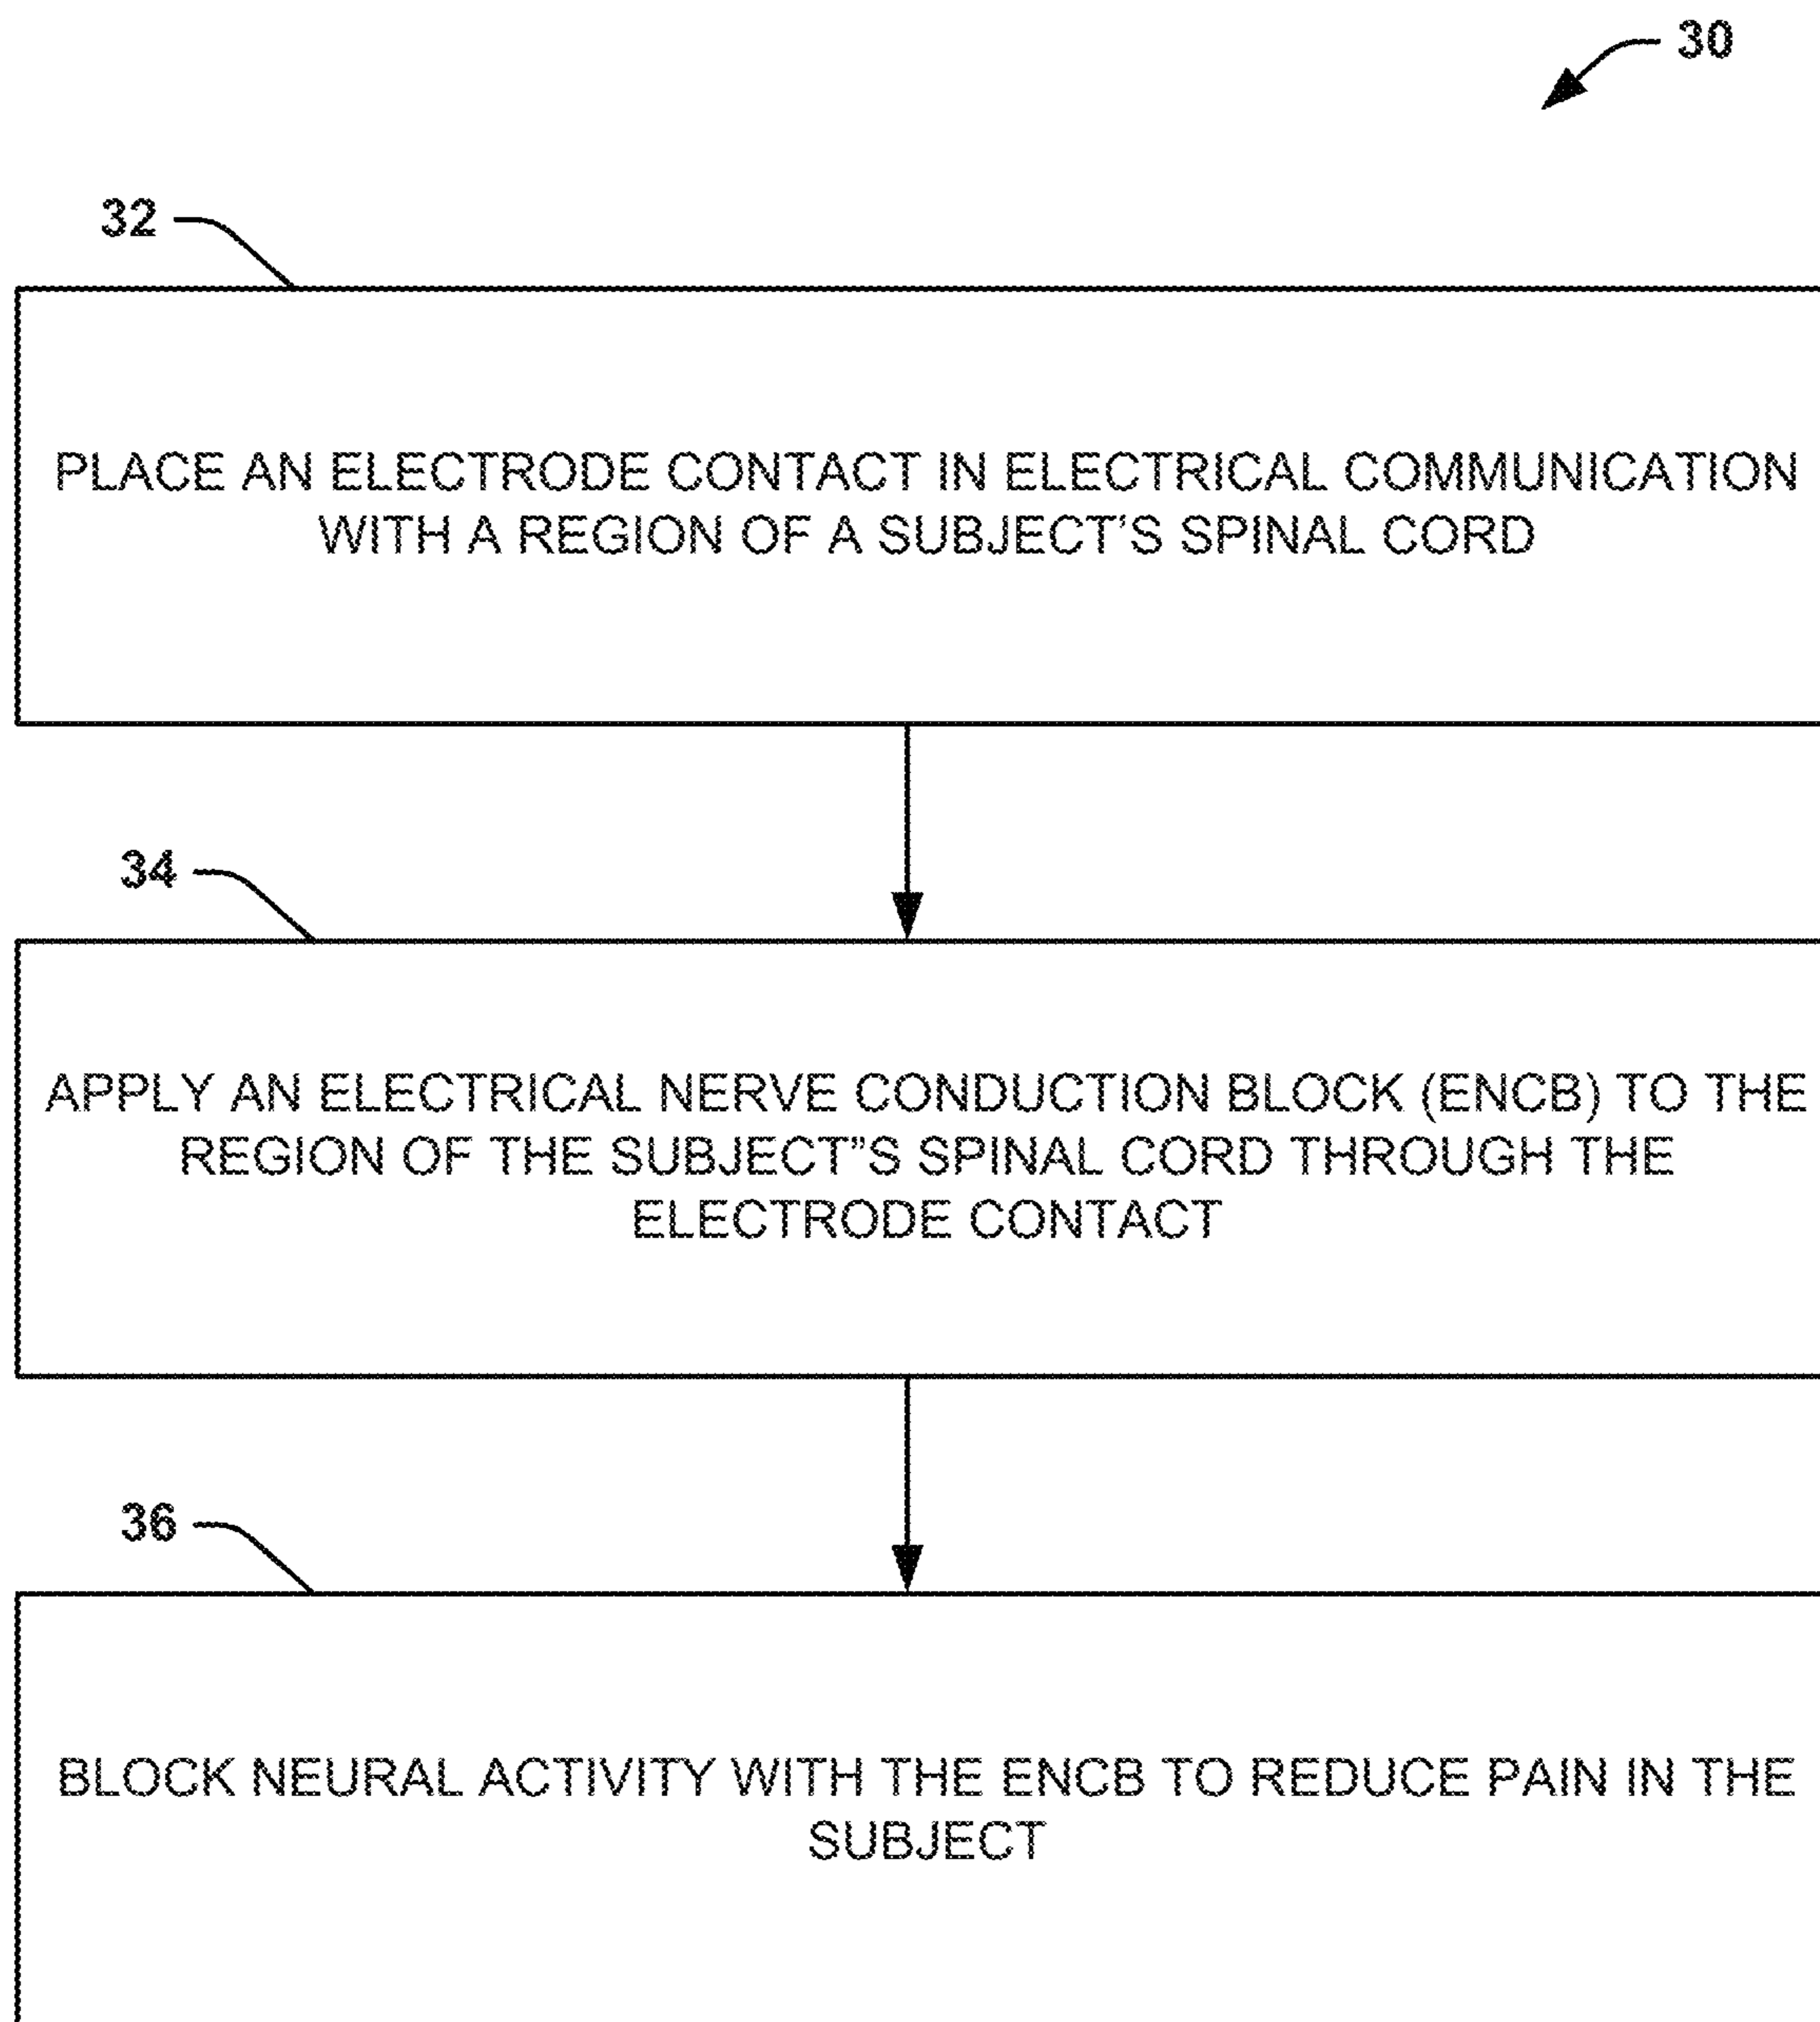 30
32
PLACE AN ELECTRODE CONTACT IN ELECTRICAL COMMUNICATION
WITH A REGION OF A SUBJECT'S SPINAL CORD
34
APPLY AN ELECTRICAL NERVE CONDUCTION BLOCK (ENCB) TO THE
REGION OF THE SUBJECT"S SPINAL CORD THROUGH THE
ELECTRODE CONTACT
36
BLOCK NEURAL ACTIVITY WITH THE ENCB TO REDUCE PAIN IN THE
SUBJECT